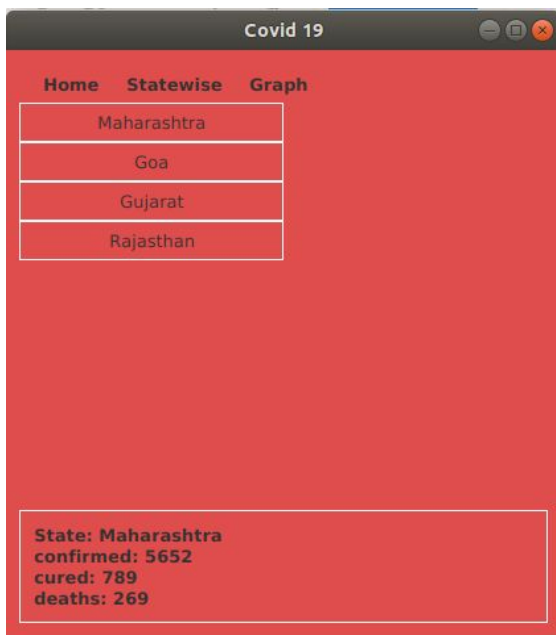 Covid 19
Home Statewise Graph
Maharashtra
Goa
Gujarat
Rajasthan
State: Maharashtra
confirmed: 5652
cured: 789
deaths: 269